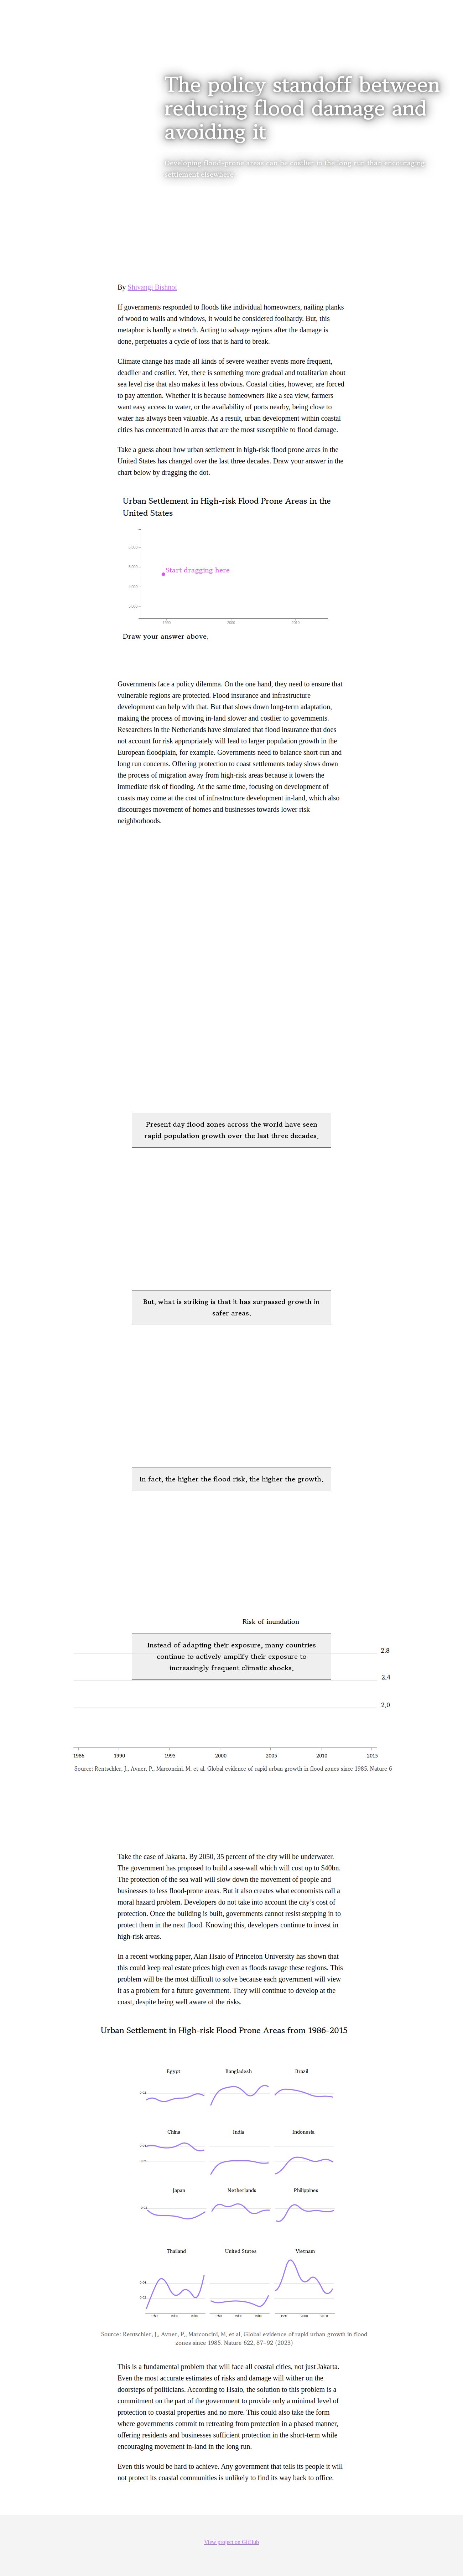 The policy standoff between
reducing flood damage and
avoiding it
Developing flood-prone areas can be costlier in the long run than encouraging
settlement elsewhere
By Shivangi Bishnoi
If governments responded to floods like individual homeowners, nailing planks
of wood to walls and windows, it would be considered foolhardy. But, this
metaphor is hardly a stretch. Acting to salvage regions after the damage is
done, perpetuates a cycle of loss that is hard to break.
Climate change has made all kinds of severe weather events more frequent,
deadlier and costlier. Yet, there is something more gradual and totalitarian about
sea level rise that also makes it less obvious. Coastal cities, however, are forced
to pay attention. Whether it is because homeowners like a sea view, farmers
want easy access to water, or the availability of ports nearby, being close to
water has always been valuable. As a result, urban development within coastal
cities has concentrated in areas that are the most susceptible to flood damage.
Take a guess about how urban settlement in high-risk flood prone areas in the
United States has changed over the last three decades. Draw your answer in the
chart below by dragging the dot.
Urban Settlement in High-risk Flood Prone Areas in the
United States
6,000
5,000
Start dragging here
4,000
3,000
1990
2000
2010
Draw your answer above.
Governments face a policy dilemma. On the one hand, they need to ensure that
vulnerable regions are protected. Flood insurance and infrastructure
development can help with that. But that slows down long-term adaptation,
making the process of moving in-land slower and costlier to governments.
Researchers in the Netherlands have simulated that flood insurance that does
not account for risk appropriately will lead to larger population growth in the
European floodplain, for example. Governments need to balance short-run and
long run concerns. Offering protection to coast settlements today slows down
the process of migration away from high-risk areas because it lowers the
immediate risk of flooding. At the same time, focusing on development of
coasts may come at the cost of infrastructure development in-land, which also
discourages movement of homes and businesses towards lower risk
neighborhoods.
Present day flood zones across the world have seen
rapid population growth over the last three decades.
But, what is striking is that it has surpassed growth in
safer areas.
In fact, the higher the flood risk, the higher the growth.
Risk of inundation
Instead of adapting their exposure, many countries
continue to actively amplify their exposure to
increasingly frequent climatic shocks.
2.8
2.4
2.0
1986 1990 1995 2000 2005 2010 2015
Source: Rentschler, J., Avner, P., Marconcini, M. et al. Global evidence of rapid urban growth in flood zones since 1985. Nature 6
Take the case of Jakarta. By 2050, 35 percent of the city will be underwater.
The government has proposed to build a sea-wall which will cost up to $40bn.
The protection of the sea wall will slow down the movement of people and
businesses to less flood-prone areas. But it also creates what economists call a
moral hazard problem. Developers do not take into account the city's cost of
protection. Once the building is built, governments cannot resist stepping in to
protect them in the next flood. Knowing this, developers continue to invest in
high-risk areas.
In a recent working paper, Alan Hsaio of Princeton University has shown that
this could keep real estate prices high even as floods ravage these regions. This
problem will be the most difficult to solve because each government will view
it as a problem for a future government. They will continue to develop at the
coast, despite being well aware of the risks.
Urban Settlement in High-risk Flood Prone Areas from 1986-2015
Egypt Bangladesh Brazil
China India Indonesia
Japan Netherlands Philippines
Thailand United States Vietnam
1990 2000 2010 1990 2000 2010 1990 2000 2010
Source: Rentschler, J., Avner, P., Marconcini, M. et al. Global evidence of rapid urban growth in flood
zones since 1985. Nature 622, 87–92 (2023)
This is a fundamental problem that will face all coastal cities, not just Jakarta.
Even the most accurate estimates of risks and damage will wither on the
doorsteps of politicians. According to Hsaio, the solution to this problem is a
commitment on the part of the government to provide only a minimal level of
protection to coastal properties and no more. This could also take the form
where governments commit to retreating from protection in a phased manner,
offering residents and businesses sufficient protection in the short-term while
encouraging movement in-land in the long run.
Even this would be hard to achieve. Any government that tells its people it will
not protect its coastal communities is unlikely to find its way back to office.
View project on GitHub